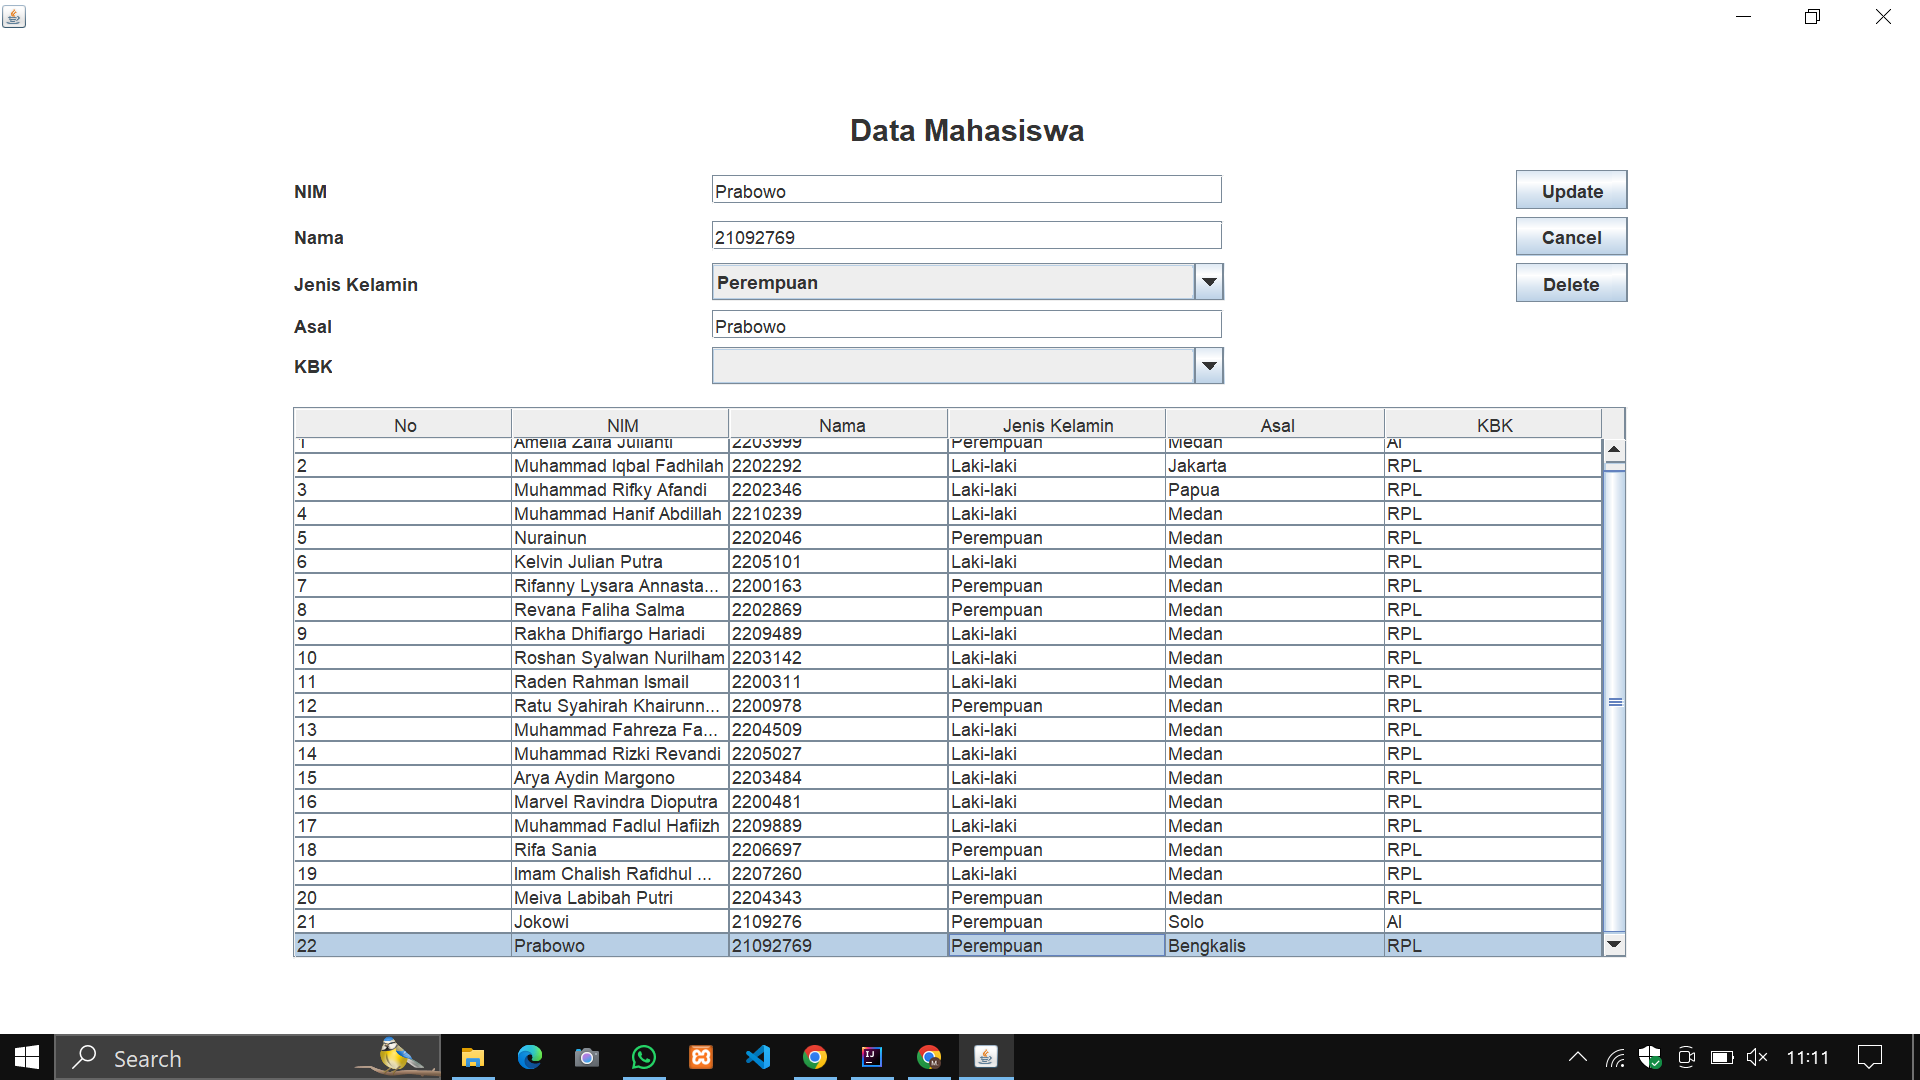 Data Mahasiswa
NIM Prabowo Update
Nama 21092769 Cancel
Jenis Kelamin Perempuan Delete
Asal Prabowo
KBK
No NIM Nama Jenis Kelamin Asal KBK
1 Amelia Zalfa Julianti 2203999 Perempuan Medan AI
2 Muhammad Iqbal Fadhilah 2202292 Laki-laki Jakarta RPL
3 Muhammad Rifky Afandi 2202346 Laki-laki Papua RPL
4 Muhammad Hanif Abdillah 2210239 Laki-laki Medan RPL
5 Nurainun 2202046 Perempuan Medan RPL
6 Kelvin Julian Putra 2205101 Laki-laki Medan RPL
7 Rifanny Lysara Annasta... 2200163 Perempuan Medan RPL
8 Revana Faliha Salma 2202869 Perempuan Medan RPL
9 Rakha Dhifiargo Hariadi 2209489 Laki-laki Medan RPL
10 Roshan Syalwan Nurilham 2203142 Laki-laki Medan RPL
11 Raden Rahman Ismail 2200311 Laki-laki Medan RPL
12 Ratu Syahirah Khairunn... 2200978 Perempuan Medan RPL
13 Muhammad Fahreza Fa... 2204509 Laki-laki Medan RPL
14 Muhammad Rizki Revandi 2205027 Laki-laki Medan RPL
15 Arya Aydin Margono 2203484 Laki-laki Medan RPL
16 Marvel Ravindra Dioputra 2200481 Laki-laki Medan RPL
17 Muhammad Fadlul Hafiizh 2209889 Laki-laki Medan RPL
18 Rifa Sania 2206697 Perempuan Medan RPL
19 Imam Chalish Rafidhul ... 2207260 Laki-laki Medan RPL
20 Meiva Labibah Putri 2204343 Perempuan Medan RPL
21 Jokowi 2109276 Perempuan Solo AI
22 Prabowo 21092769 Perempuan Bengkalis RPL
Search 11:11